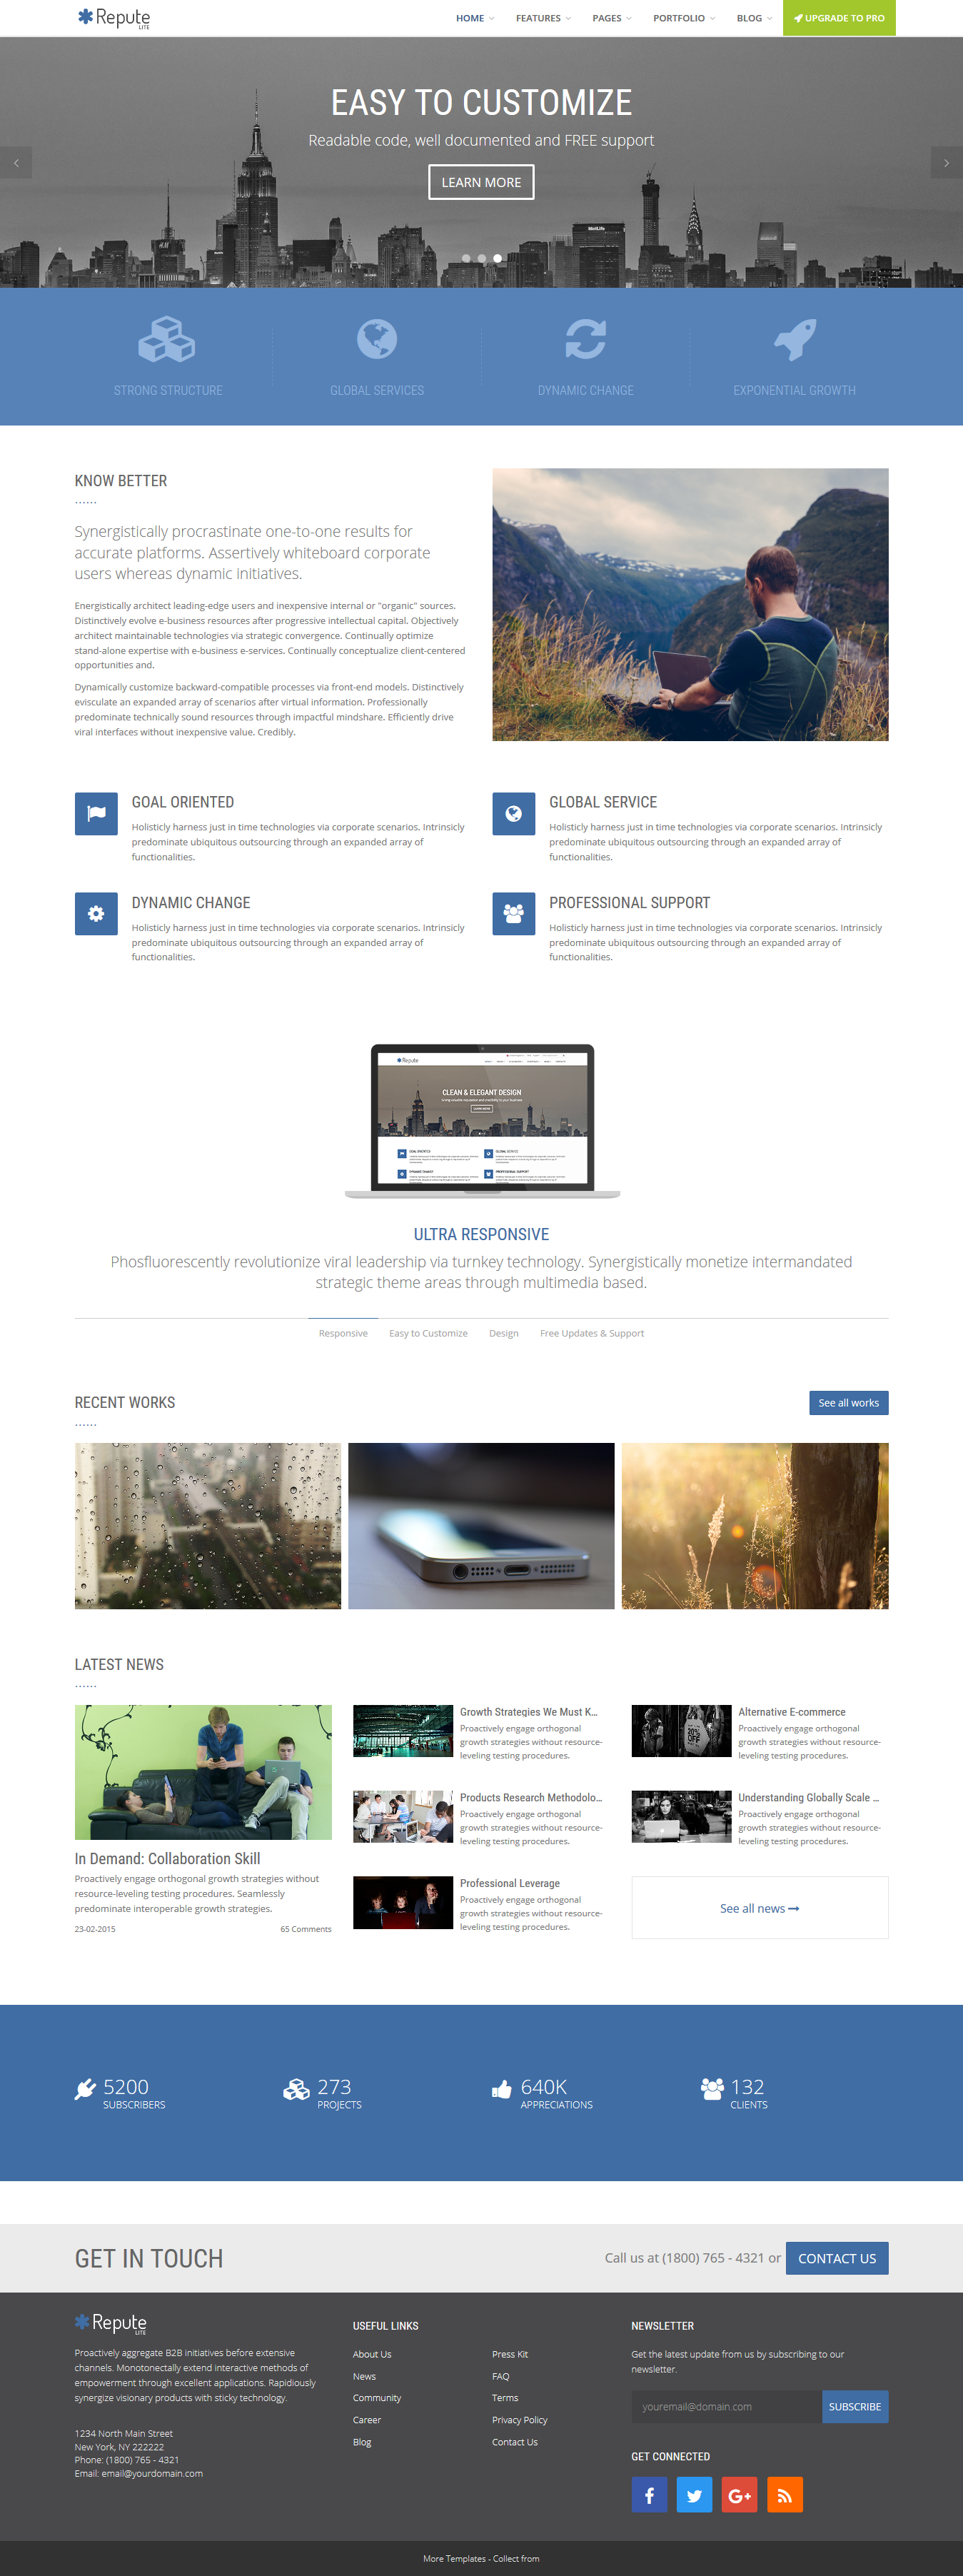 Repute
LITE
HOME
FEATURES
PAGES
PORTFOLIO
BLOG
UPGRADE TO PRO
EASY TO CUSTOMIZE
Readable code, well documented and FREE support
LEARN MORE
STRONG STRUCTURE
GLOBAL SERVICES
DYNAMIC CHANGE
EXPONENTIAL GROWTH
KNOW BETTER
Synergistically procrastinate one-to-one results for
accurate platforms. Assertively whiteboard corporate
users whereas dynamic initiatives.
Energistically architect leading-edge users and inexpensive internal or "organic" sources.
Distinctively evolve e-business resources after progressive intellectual capital. Objectively
architect maintainable technologies via strategic convergence. Continually optimize
stand-alone expertise with e-business e-services. Continually conceptualize client-centered
opportunities and.
Dynamically customize backward-compatible processes via front-end models. Distinctively
evisculate an expanded array of scenarios after virtual information. Professionally
predominate technically sound resources through impactful mindshare. Efficiently drive
viral interfaces without inexpensive value. Credibly.
GOAL ORIENTED
Holisticly harness just in time technologies via corporate scenarios. Intrinsicly
predominate ubiquitous outsourcing through an expanded array of
functionalities.
GLOBAL SERVICE
Holisticly harness just in time technologies via corporate scenarios. Intrinsicly
predominate ubiquitous outsourcing through an expanded array of
functionalities.
DYNAMIC CHANGE
Holisticly harness just in time technologies via corporate scenarios. Intrinsicly
predominate ubiquitous outsourcing through an expanded array of
functionalities.
PROFESSIONAL SUPPORT
Holisticly harness just in time technologies via corporate scenarios. Intrinsicly
predominate ubiquitous outsourcing through an expanded array of
functionalities.
Repute
CLEAN & ELEGANT DESIGN
LEARN MORE
GOAL ORIENTED
GLOBAL SERVICE
DYNAMIC CHANGE
PROFESSIONAL SUPPORT
ULTRA RESPONSIVE
Phosfluorescently revolutionize viral leadership via turnkey technology. Synergistically monetize intermandated
strategic theme areas through multimedia based.
Responsive
Easy to Customize
Design
Free Updates & Support
RECENT WORKS
See all works
LATEST NEWS
In Demand: Collaboration Skill
Proactively engage orthogonal growth strategies without
resource-leveling testing procedures. Seamlessly
predominate interoperable growth strategies.
23-02-2015
65 Comments
Growth Strategies We Must K...
Proactively engage orthogonal
growth strategies without resource-
leveling testing procedures.
Products Research Methodolo...
Proactively engage orthogonal
growth strategies without resource-
leveling testing procedures.
Professional Leverage
Proactively engage orthogonal
growth strategies without resource-
leveling testing procedures.
20%
OFF
Alternative E-commerce
Proactively engage orthogonal
growth strategies without resource-
leveling testing procedures.
Understanding Globally Scale ...
Proactively engage orthogonal
growth strategies without resource-
leveling testing procedures.
See all news
5200
SUBSCRIBERS
273
PROJECTS
640K
APPRECIATIONS
132
CLIENTS
GET IN TOUCH
Call us at (1800) 765 - 4321 or
CONTACT US
Repute
LITE
Proactively aggregate B2B initiatives before extensive
channels. Monotonectally extend interactive methods of
empowerment through excellent applications. Rapidiously
synergize visionary products with sticky technology.
1234 North Main Street
New York, NY 222222
Phone: (1800) 765 - 4321
Email: email@yourdomain.com
USEFUL LINKS
About Us
News
Community
Career
Blog
Press Kit
FAQ
Terms
Privacy Policy
Contact Us
NEWSLETTER
Get the latest update from us by subscribing to our
newsletter.
youremail@domain.com
SUBSCRIBE
GET CONNECTED
More Templates - Collect from